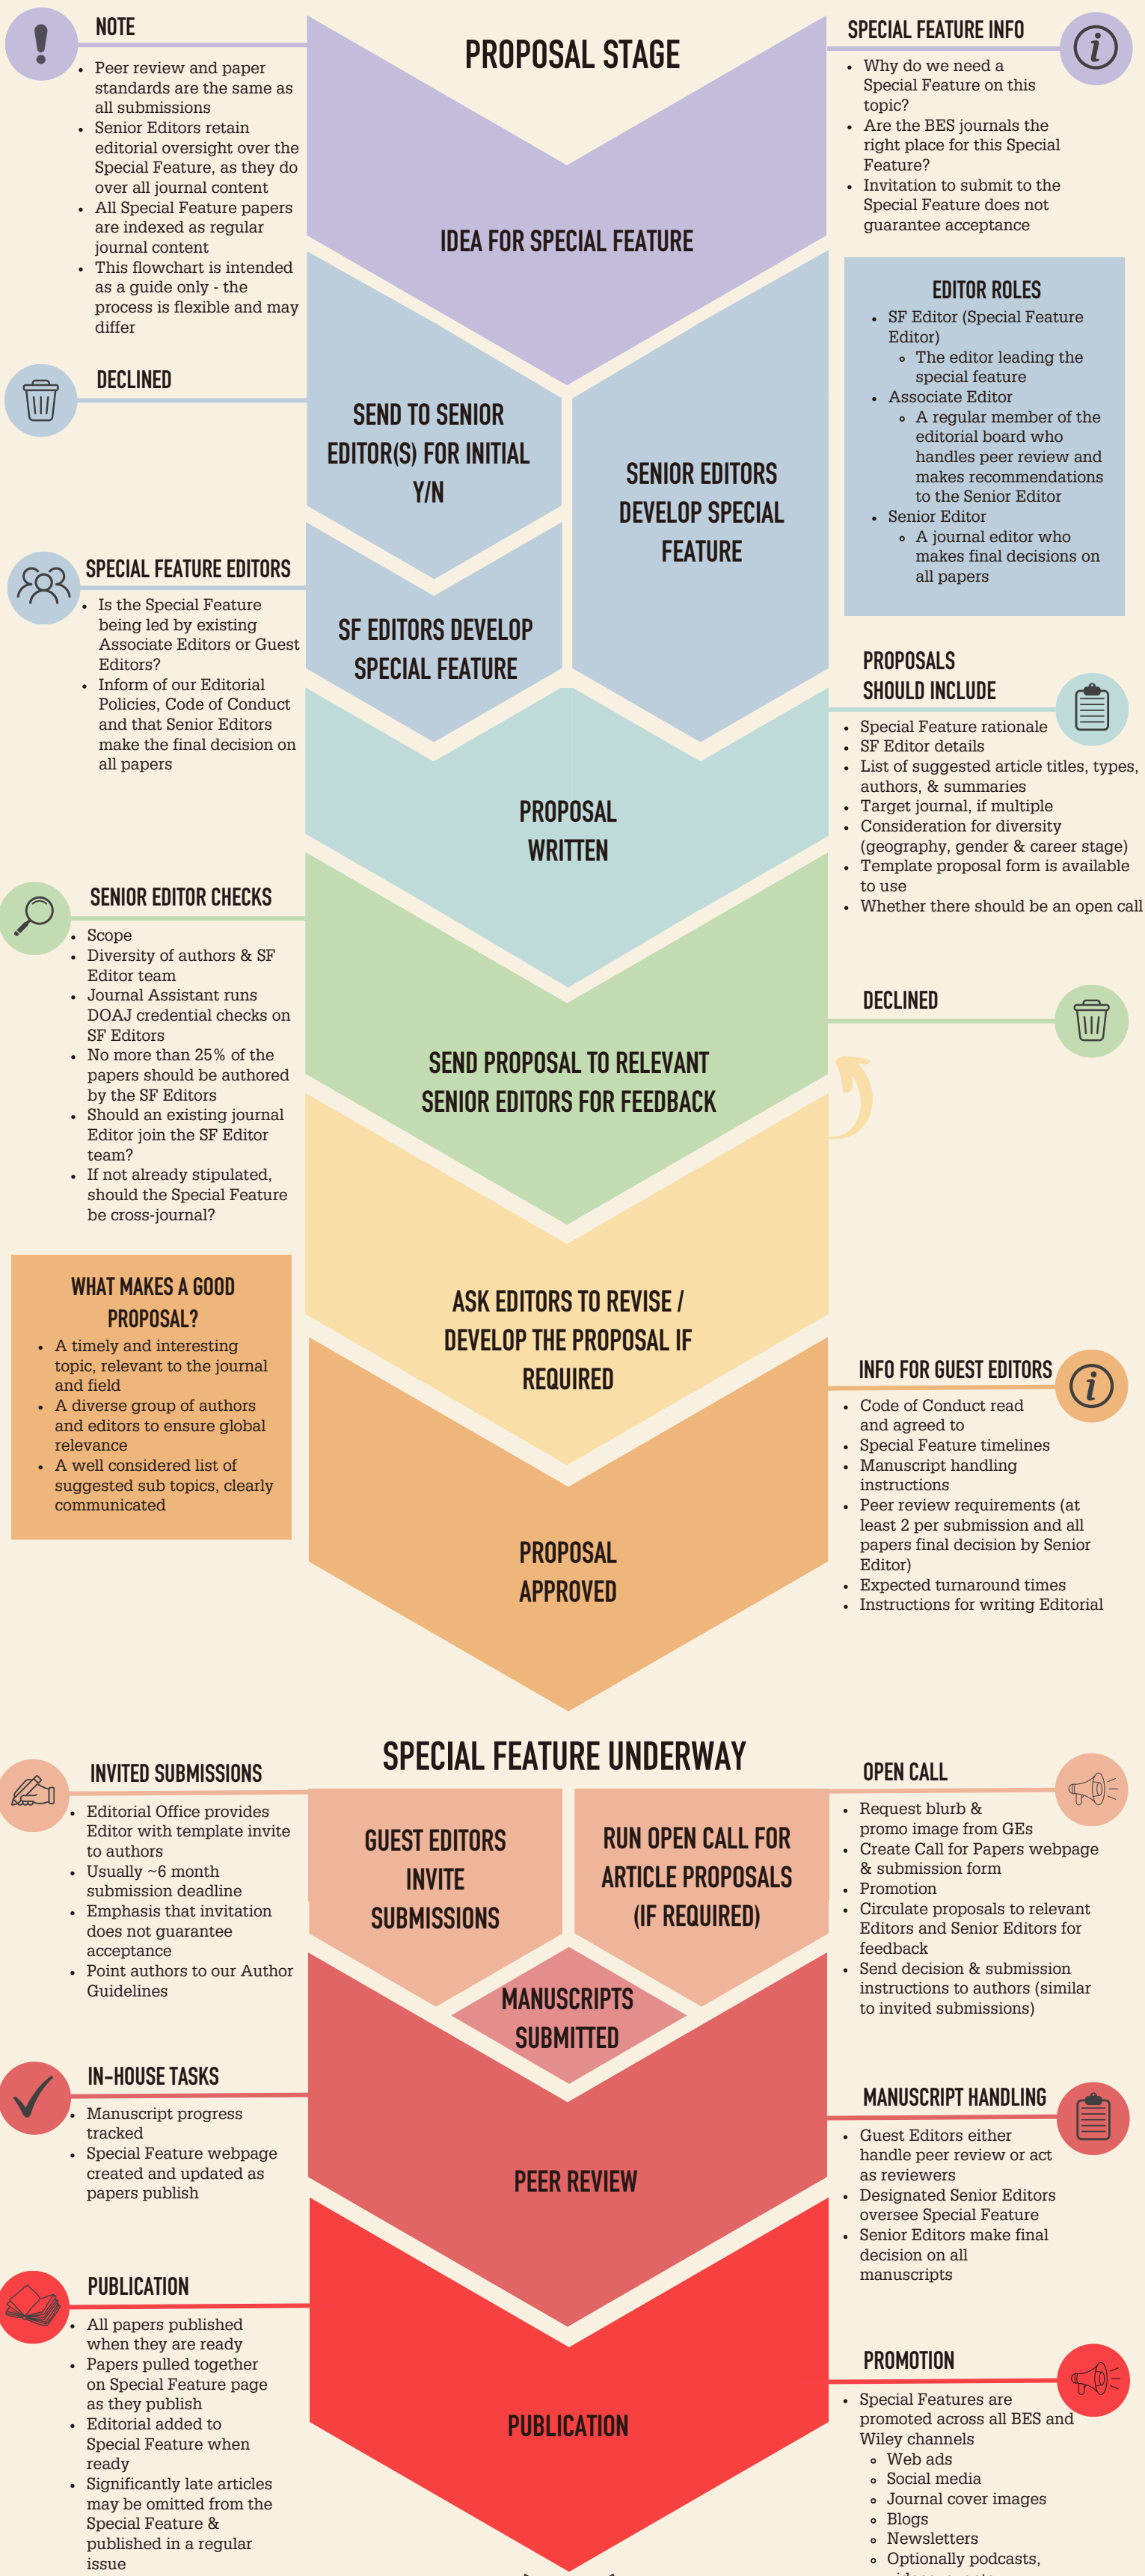 NOTE
Peer review and paper
standards are the same as
all submissions
Senior Editors retain
editorial oversight over the
Special Feature, as they do
over all journal content
All Special Feature papers
are indexed as regular
journal content
This flowchart is intended
as a guide only - the
process is flexible and may
differ
PROPOSAL STAGE
IDEA FOR SPECIAL FEATURE
SPECIAL FEATURE INFO
Why do we need a
Special Feature on this
topic?
Are the BES journals the
right place for this Special
Feature?
Invitation to submit to the
Special Feature does not
guarantee acceptance
DECLINED
SEND TO SENIOR
EDITOR(S) FOR INITIAL
Y/N
SENIOR EDITORS
DEVELOP SPECIAL
FEATURE
EDITOR ROLES
SF Editor (Special Feature
Editor)
The editor leading the
special feature
Associate Editor
A regular member of the
editorial board who
handles peer review and
makes recommendations
to the Senior Editor
Senior Editor
A journal editor who
makes final decisions on
all papers
SPECIAL FEATURE EDITORS
Is the Special Feature
being led by existing
Associate Editors or Guest
Editors?
Inform of our Editorial
Policies, Code of Conduct
and that Senior Editors
make the final decision on
all papers
SF EDITORS DEVELOP
SPECIAL FEATURE
PROPOSAL
WRITTEN
PROPOSALS
SHOULD INCLUDE
Special Feature rationale
SF Editor details
List of suggested article titles, types,
authors, & summaries
Target journal, if multiple
Consideration for diversity
(geography, gender & career stage)
Template proposal form is available
to use
Whether there should be an open call
SENIOR EDITOR CHECKS
Scope
Diversity of authors & SF
Editor team
Journal Assistant runs
DOAJ credential checks on
SF Editors
No more than 25% of the
papers should be authored
by the SF Editors
Should an existing journal
Editor join the SF Editor
team?
If not already stipulated,
should the Special Feature
be cross-journal?
SEND PROPOSAL TO RELEVANT
SENIOR EDITORS FOR FEEDBACK
DECLINED
WHAT MAKES A GOOD
PROPOSAL?
A timely and interesting
topic, relevant to the journal
and field
A diverse group of authors
and editors to ensure global
relevance
A well considered list of
suggested sub topics, clearly
communicated
ASK EDITORS TO REVISE /
DEVELOP THE PROPOSAL IF
REQUIRED
PROPOSAL
APPROVED
INFO FOR GUEST EDITORS
Code of Conduct read
and agreed to
Special Feature timelines
Manuscript handling
instructions
Peer review requirements (at
least 2 per submission and all
papers final decision by Senior
Editor)
Expected turnaround times
Instructions for writing Editorial
SPECIAL FEATURE UNDERWAY
INVITED SUBMISSIONS
Editorial Office provides
Editor with template invite
to authors
Usually ~6 month
submission deadline
Emphasis that invitation
does not guarantee
acceptance
Point authors to our Author
Guidelines
GUEST EDITORS
INVITE
SUBMISSIONS
RUN OPEN CALL FOR
ARTICLE PROPOSALS
(IF REQUIRED)
OPEN CALL
Request blurb &
promo image from GEs
Create Call for Papers webpage
& submission form
Promotion
Circulate proposals to relevant
Editors and Senior Editors for
feedback
Send decision & submission
instructions to authors (similar
to invited submissions)
MANUSCRIPTS
SUBMITTED
IN-HOUSE TASKS
Manuscript progress
tracked
Special Feature webpage
created and updated as
papers publish
PEER REVIEW
MANUSCRIPT HANDLING
Guest Editors either
handle peer review or act
as reviewers
Designated Senior Editors
oversee Special Feature
Senior Editors make final
decision on all
manuscripts
PUBLICATION
All papers published
when they are ready
Papers pulled together
on Special Feature page
as they publish
Editorial added to
Special Feature when
ready
Significantly late articles
may be omitted from the
Special Feature &
published in a regular
issue
PUBLICATION
PROMOTION
Special Features are
promoted across all BES and
Wiley channels
Web ads
Social media
Journal cover images
Blogs
Newsletters
Optionally podcasts,